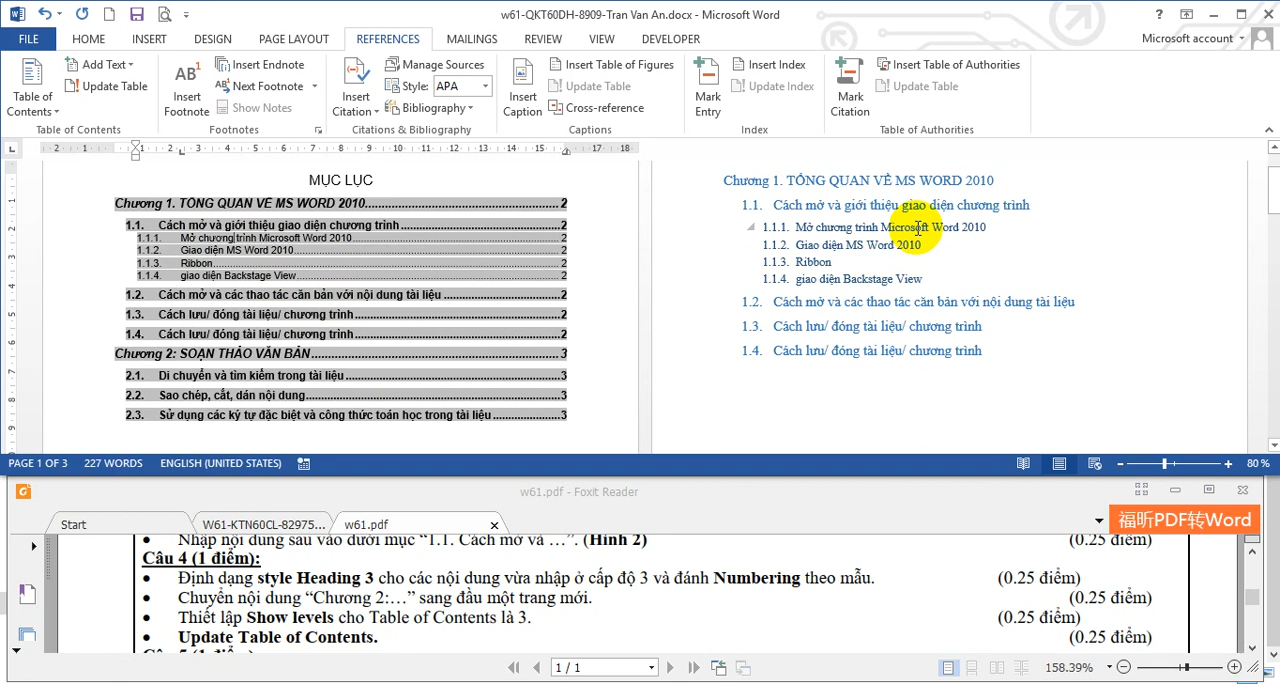 w61-QKT60DH-8909-Tran Van An.docx - Microsoft Word
FILE HOME INSERT DESIGN PAGE LAYOUT REFERENCES MAILINGS REVIEW VIEW DEVELOPER Microsoft account
Table of Contents
Add Text
Update Table
Table of Contents
AB1
Insert Footnote
Insert Endnote
Next Footnote
Show Notes
Footnotes
Insert Citation
Manage Sources
Style: APA
Bibliography
Citations & Bibliography
Insert Caption
Insert Table of Figures
Update Table
Cross-reference
Captions
Mark Entry
Insert Index
Update Index
Index
Mark Citation
Insert Table of Authorities
Update Table
Table of Authorities
MỤC LỤC
Chương 1. TỔNG QUAN VỀ MS WORD 2010 2
1.1. Cách mở và giới thiệu giao diện chương trình 2
1.1.1. Mở chương trình Microsoft Word 2010 2
1.1.2. Giao diện MS Word 2010 2
1.1.3. Ribbon 2
1.1.4. giao diện Backstage View 2
1.2. Cách mở và các thao tác căn bản với nội dung tài liệu 2
1.3. Cách lưu/ đóng tài liệu/ chương trình 2
1.4. Cách lưu/ đóng tài liệu/ chương trình 2
Chương 2: SOẠN THẢO VĂN BẢN 3
2.1. Di chuyển và tìm kiếm trong tài liệu 3
2.2. Sao chép, cắt, dán nội dung 3
2.3. Sử dụng các ký tự đặc biệt và công thức toán học trong tài liệu 3
Chương 1. TỔNG QUAN VỀ MS WORD 2010
1.1. Cách mở và giới thiệu giao diện chương trình
1.1.1. Mở chương trình Microsoft Word 2010
1.1.2. Giao diện MS Word 2010
1.1.3. Ribbon
1.1.4. giao diện Backstage View
1.2. Cách mở và các thao tác căn bản với nội dung tài liệu
1.3. Cách lưu/ đóng tài liệu/ chương trình
1.4. Cách lưu/ đóng tài liệu/ chương trình
PAGE 1 OF 3 227 WORDS ENGLISH (UNITED STATES) 80 %
w61.pdf - Foxit Reader
Start W61-KTN60CL-82975... w61.pdf
福昕PDF转Word
• Nhập nội dung sau vào dưới mục “1.1. Cách mở và …”. (Hình 2) (0.25 điểm)
Câu 4 (1 điểm):
• Định dạng style Heading 3 cho các nội dung vừa nhập ở cấp độ 3 và đánh Numbering theo mẫu. (0.25 điểm)
• Chuyển nội dung “Chương 2:…” sang đầu một trang mới. (0.25 điểm)
• Thiết lập Show levels cho Table of Contents là 3. (0.25 điểm)
• Update Table of Contents. (0.25 điểm)
1 / 1 158.39%